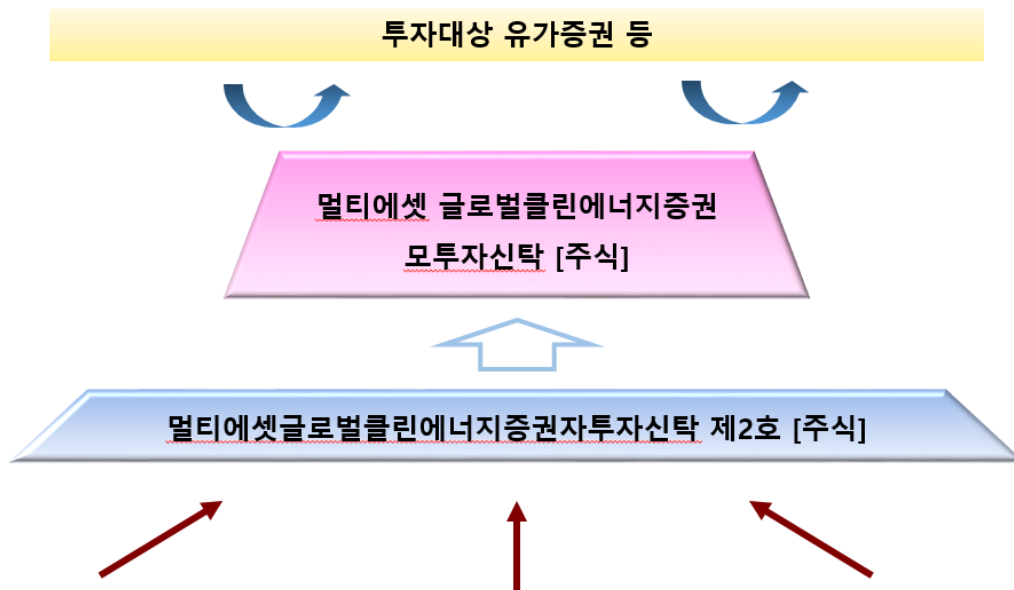 투자대상 유가증권 등
멀티에셋 글로벌클린에너지증권
모투자신탁 [주식]
멀티에셋글로벌클린에너지증권자투자신탁 제2호 [주식]